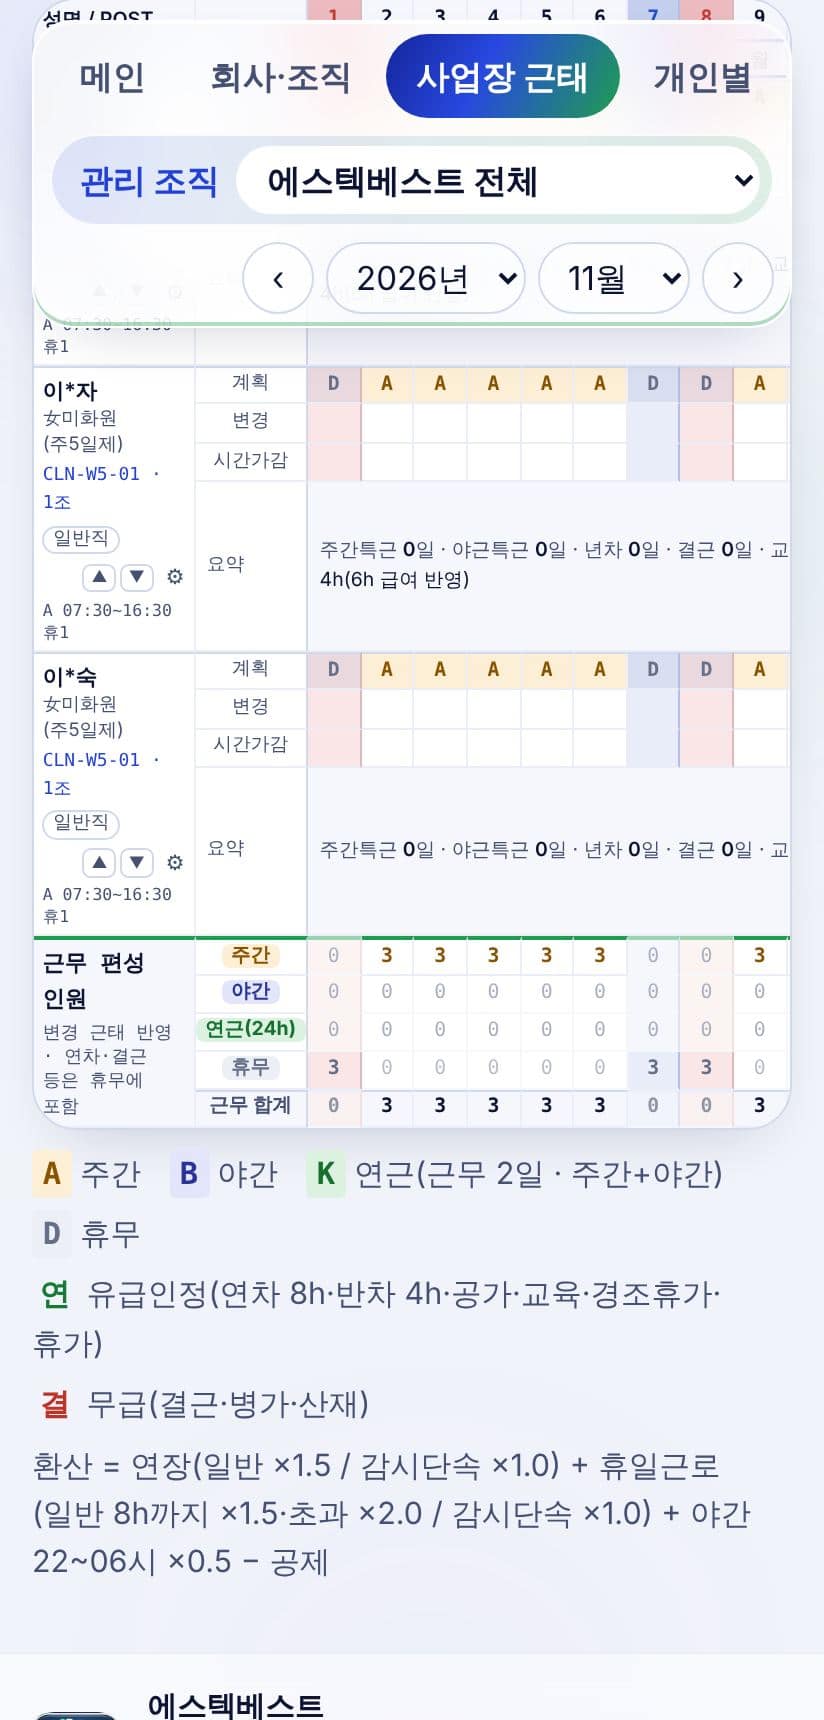 성명 / POST 1 2 3 4 5 6 7 8 9
메인 회사·조직 사업장 근태 개인별
관리 조직 에스텍베스트 전체
‹ 2026년 11월 ›
A 07:30~16:30
휴1
이*자 계획 D A A A A A D D A
女미화원 변경
(주5일제)
CLN-W5-01 · 시간가감
1조
일반직
요약 주간특근 0일 · 야근특근 0일 · 년차 0일 · 결근 0일 · 교
4h(6h 급여 반영)
▲ ▼ ⚙
A 07:30~16:30
휴1
이*숙 계획 D A A A A A D D A
女미화원 변경
(주5일제)
CLN-W5-01 · 시간가감
1조
일반직
요약 주간특근 0일 · 야근특근 0일 · 년차 0일 · 결근 0일 · 교
▲ ▼ ⚙
A 07:30~16:30
휴1
근무 편성 주간 0 3 3 3 3 3 0 0 3
인원 야간 0 0 0 0 0 0 0 0 0
변경 근태 반영 연근(24h) 0 0 0 0 0 0 0 0 0
· 연차·결근
등은 휴무에 휴무 3 0 0 0 0 0 3 3 0
포함 근무 합계 0 3 3 3 3 3 0 0 3
A 주간 B 야간 K 연근(근무 2일 · 주간+야간)
D 휴무
연 유급인정(연차 8h·반차 4h·공가·교육·경조휴가·
휴가)
결 무급(결근·병가·산재)
환산 = 연장(일반 ×1.5 / 감시단속 ×1.0) + 휴일근로
(일반 8h까지 ×1.5·초과 ×2.0 / 감시단속 ×1.0) + 야간
22~06시 ×0.5 − 공제
에스텍베스트